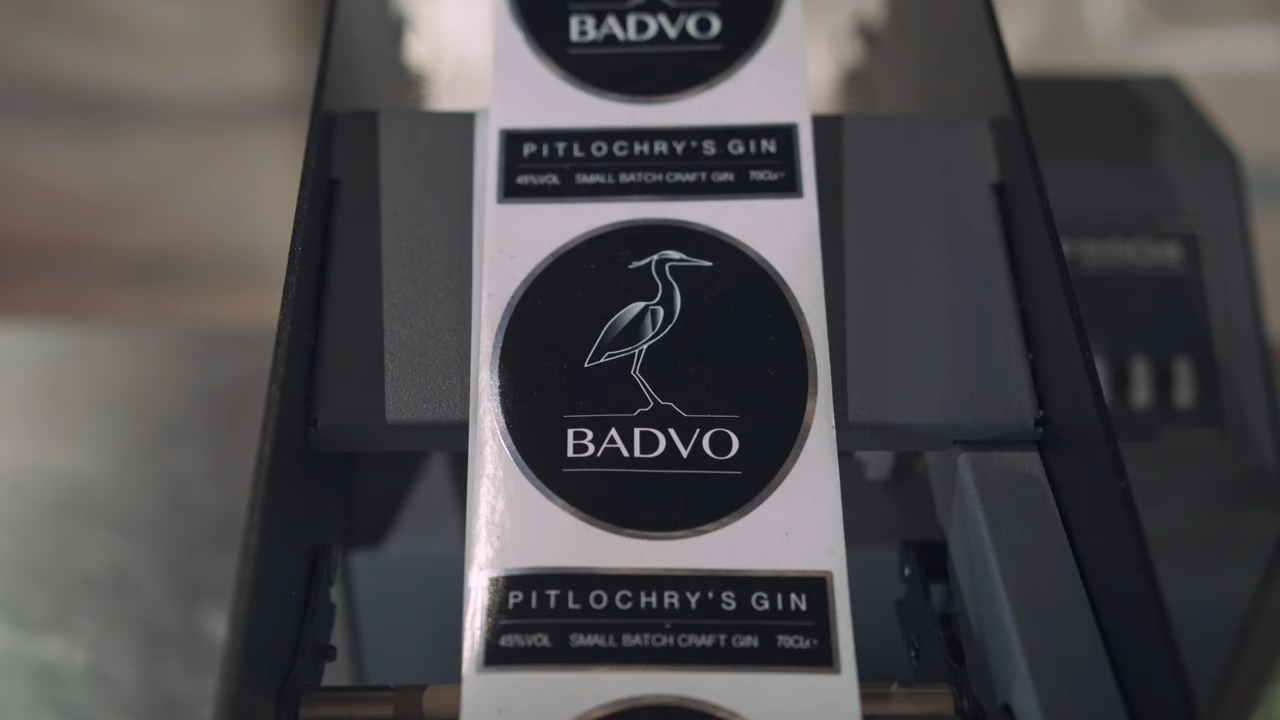 BADVO
PITLOCHRY'S GIN
45%VOL SMALL BATCH CRAFT GIN 70CL
BADVO
PITLOCHRY'S GIN
45%VOL SMALL BATCH CRAFT GIN 70CL